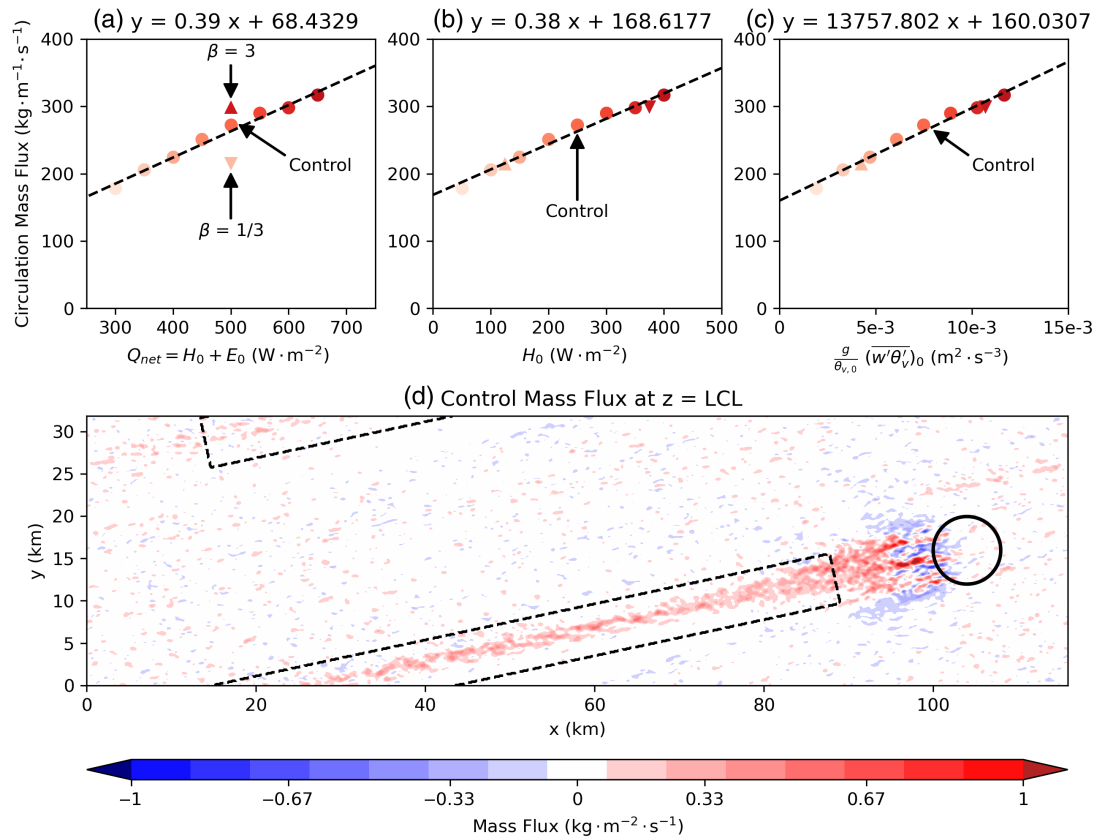 (a) y = 0.39 x + 68.4329
(b) y = 0.38 x + 168.6177
(c) y = 13757.802 x + 160.0307
Circulation Mass Flux (kg·m⁻¹·s⁻¹)
400
300
200
100
0
β = 3
Control
β = 1/3
300 400 500 600 700
Q_net = H₀ + E₀ (W·m⁻²)
400
300
200
100
0
Control
0 100 200 300 400 500
H₀ (W·m⁻²)
400
300
200
100
0
Control
0 5e-3 10e-3 15e-3
g/θ_v,0 (w′θ′_v)₀ (m²·s⁻³)
(d) Control Mass Flux at z = LCL
y (km)
30
25
20
15
10
5
0
0 20 40 60 80 100
x (km)
−1 −0.67 −0.33 0 0.33 0.67 1
Mass Flux (kg·m⁻²·s⁻¹)